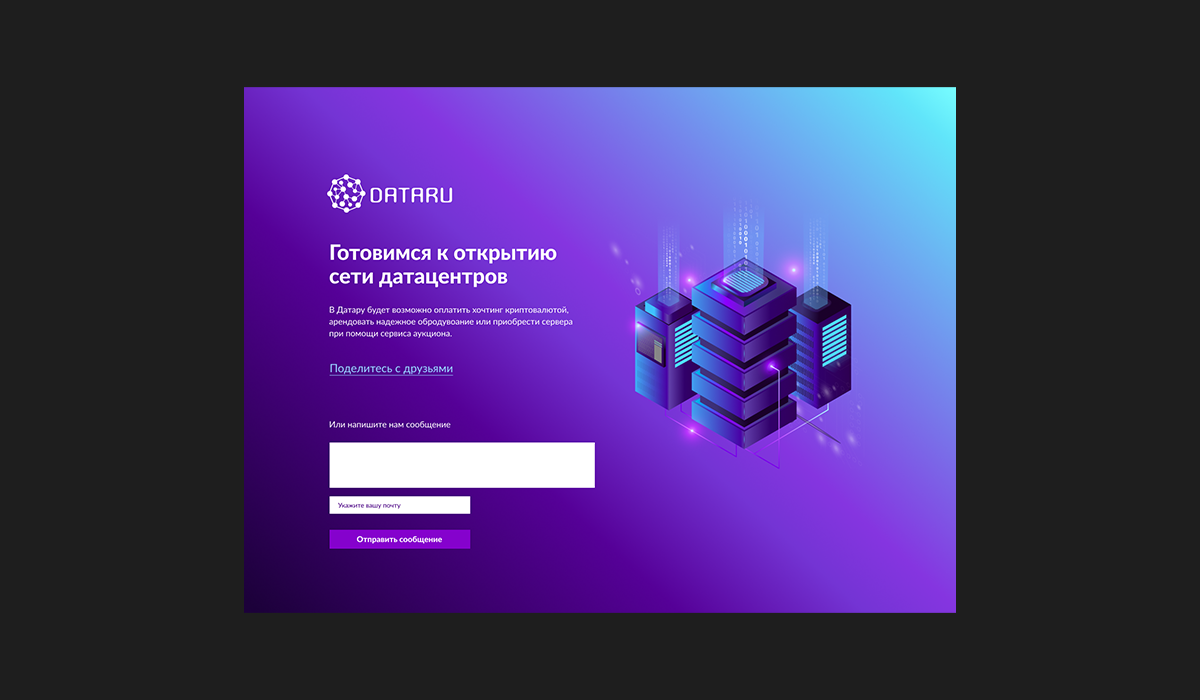 DATARU
Готовимся к открытию
сети датацентров
В Датару будет возможно оплатить хочтинг криптовалютой,
арендовать надежное обродувоание или приобрести сервера
при помощи сервиса аукциона.
Поделитесь с друзьями
Или напишите нам сообщение
Укажите вашу почту
Отправить сообщение